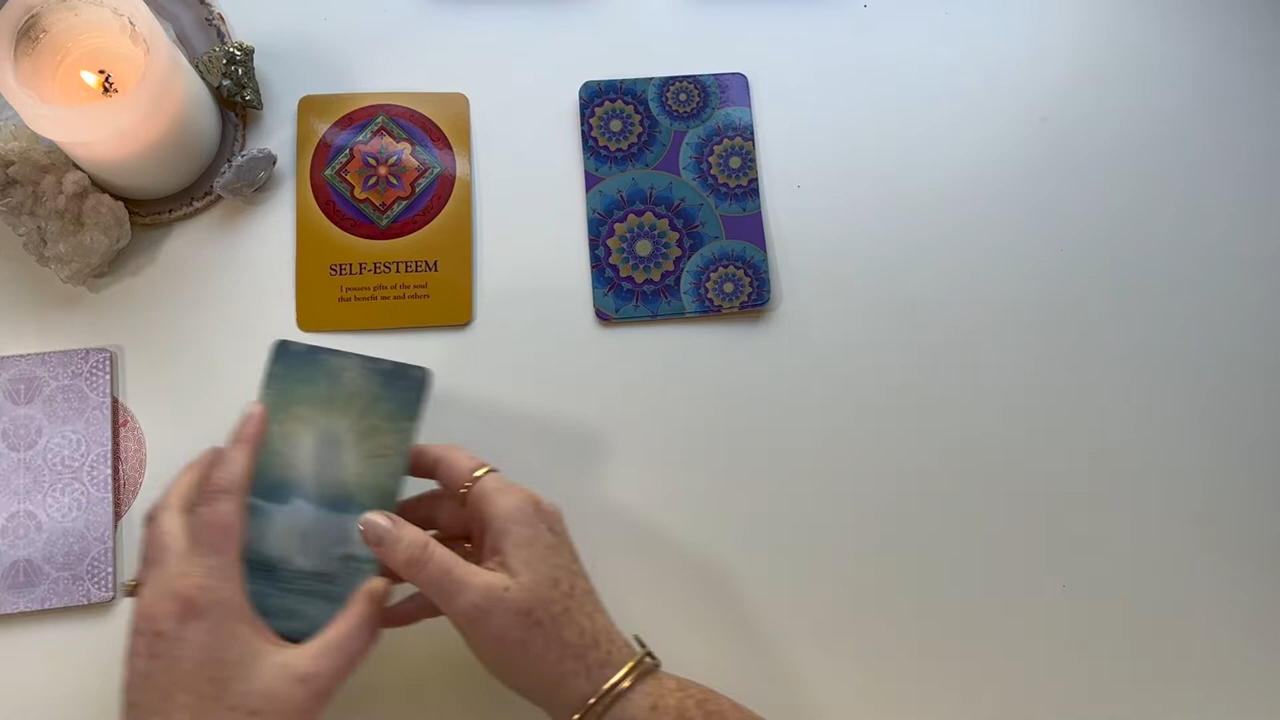 SELF-ESTEEM
I possess gifts of the soul
that benefit me and others